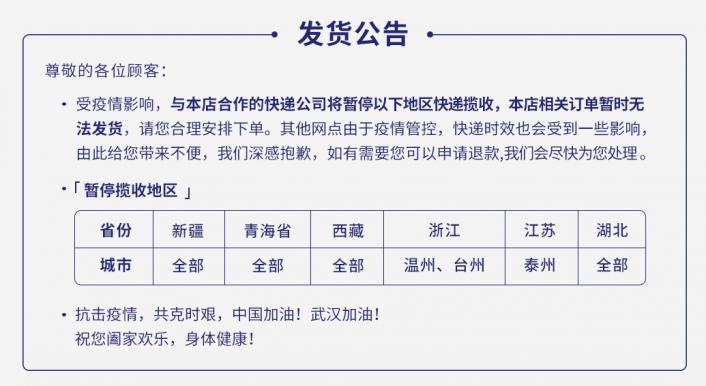 发货公告
尊敬的各位顾客：
• 受疫情影响，与本店合作的快递公司将暂停以下地区快递揽收，本店相关订单暂时无
法发货，请您合理安排下单。其他网点由于疫情管控，快递时效也会受到一些影响，
由此给您带来不便，我们深感抱歉，如有需要您可以申请退款,我们会尽快为您处理。
•「 暂停揽收地区 」
省份 新疆 青海省 西藏 浙江 江苏 湖北
城市 全部 全部 全部 温州、台州 泰州 全部
• 抗击疫情，共克时艰，中国加油！武汉加油！
祝您阖家欢乐，身体健康！